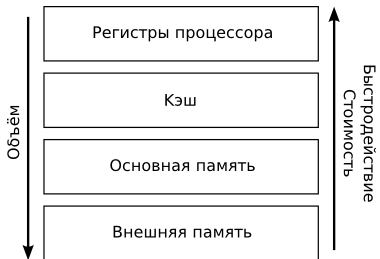 Регистры процессора
Кэш
Основная память
Внешняя память
Объём
Быстродействие
Стоимость